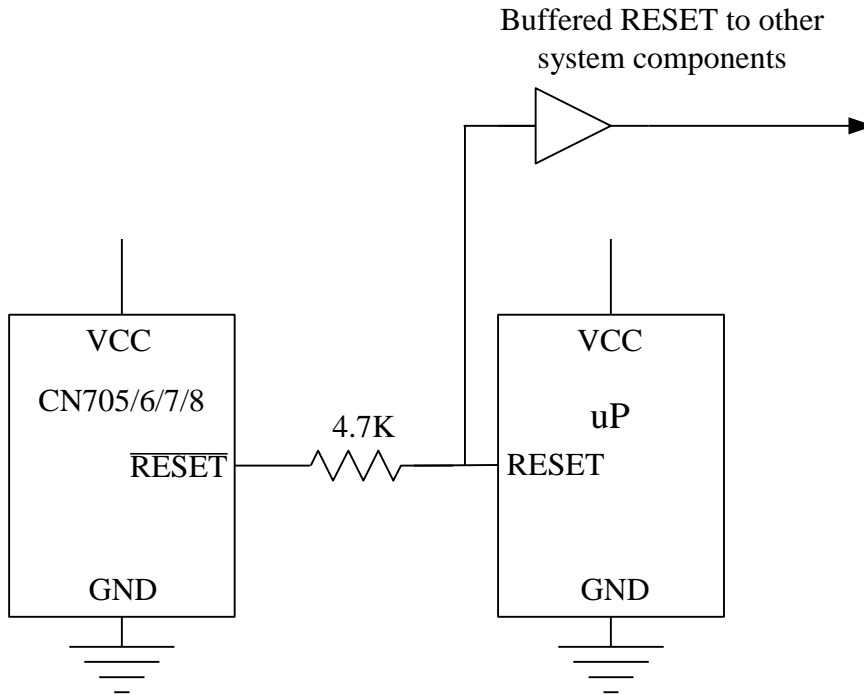 Buffered RESET to other
system components
VCC
CN705/6/7/8
RESET
GND
4.7K
VCC
uP
RESET
GND